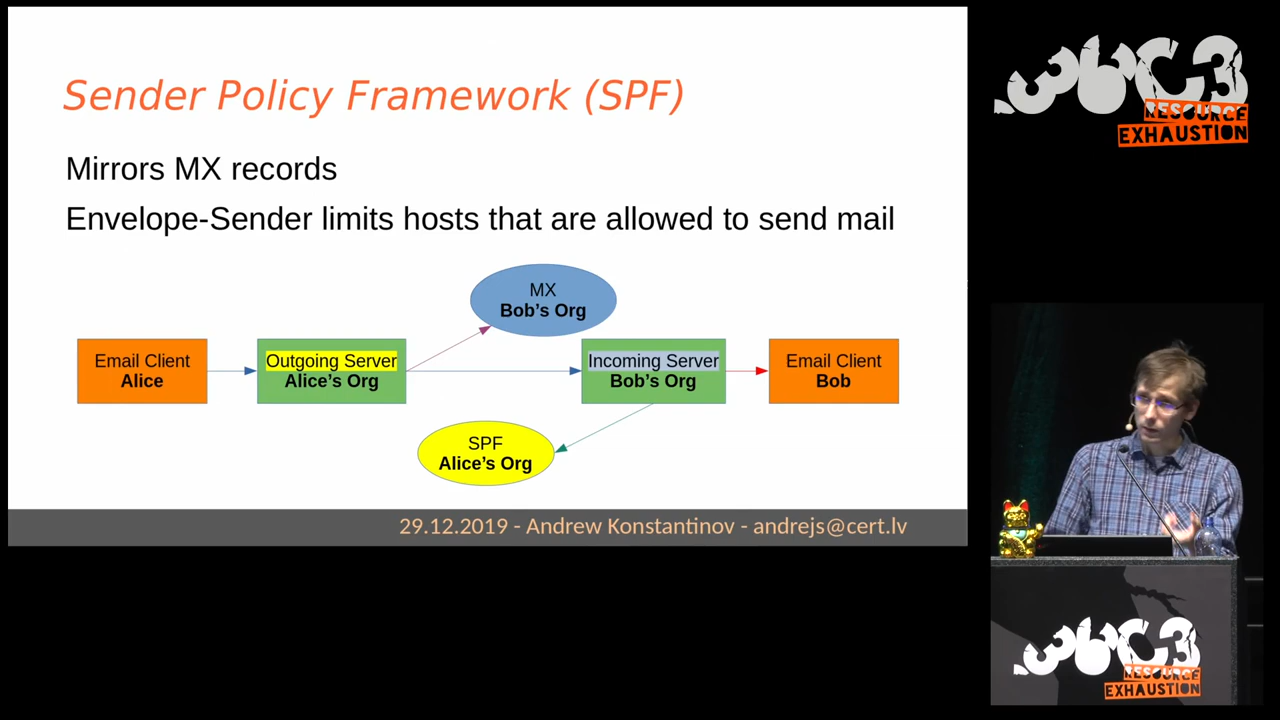 Sender Policy Framework (SPF)
Mirrors MX records
Envelope-Sender limits hosts that are allowed to send mail
MX
Bob's Org
Email Client
Alice
Outgoing Server
Alice's Org
Incoming Server
Bob's Org
Email Client
Bob
SPF
Alice's Org
29.12.2019 - Andrew Konstantinov - andrejs@cert.lv
36C3
RESOURCE
EXHAUSTION
36C3
RESOURCE
EXHAUSTION